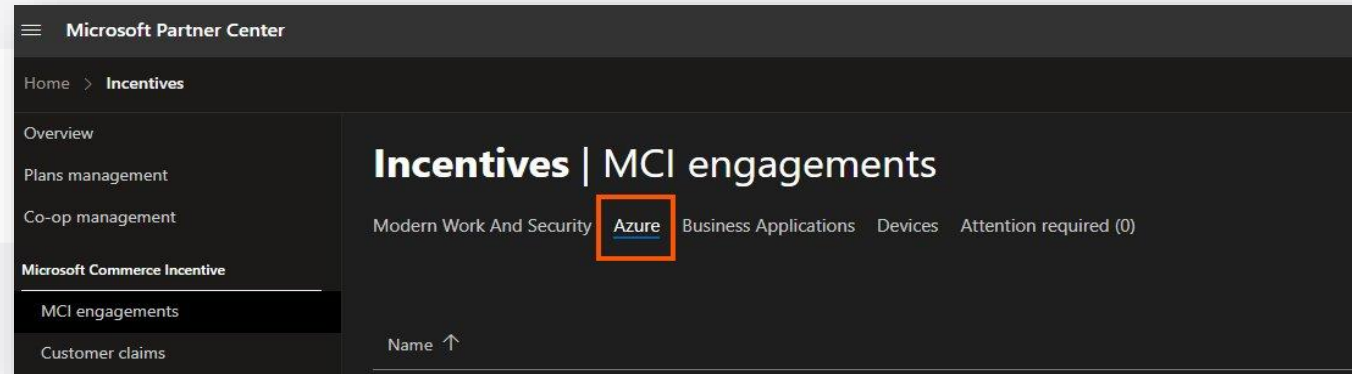 Microsoft Partner Center
Home > Incentives
Overview
Plans management
Co-op management
Microsoft Commerce Incentive
MCI engagements
Customer claims
Incentives | MCI engagements
Modern Work And Security Azure Business Applications Devices Attention required (0)
Name ↑